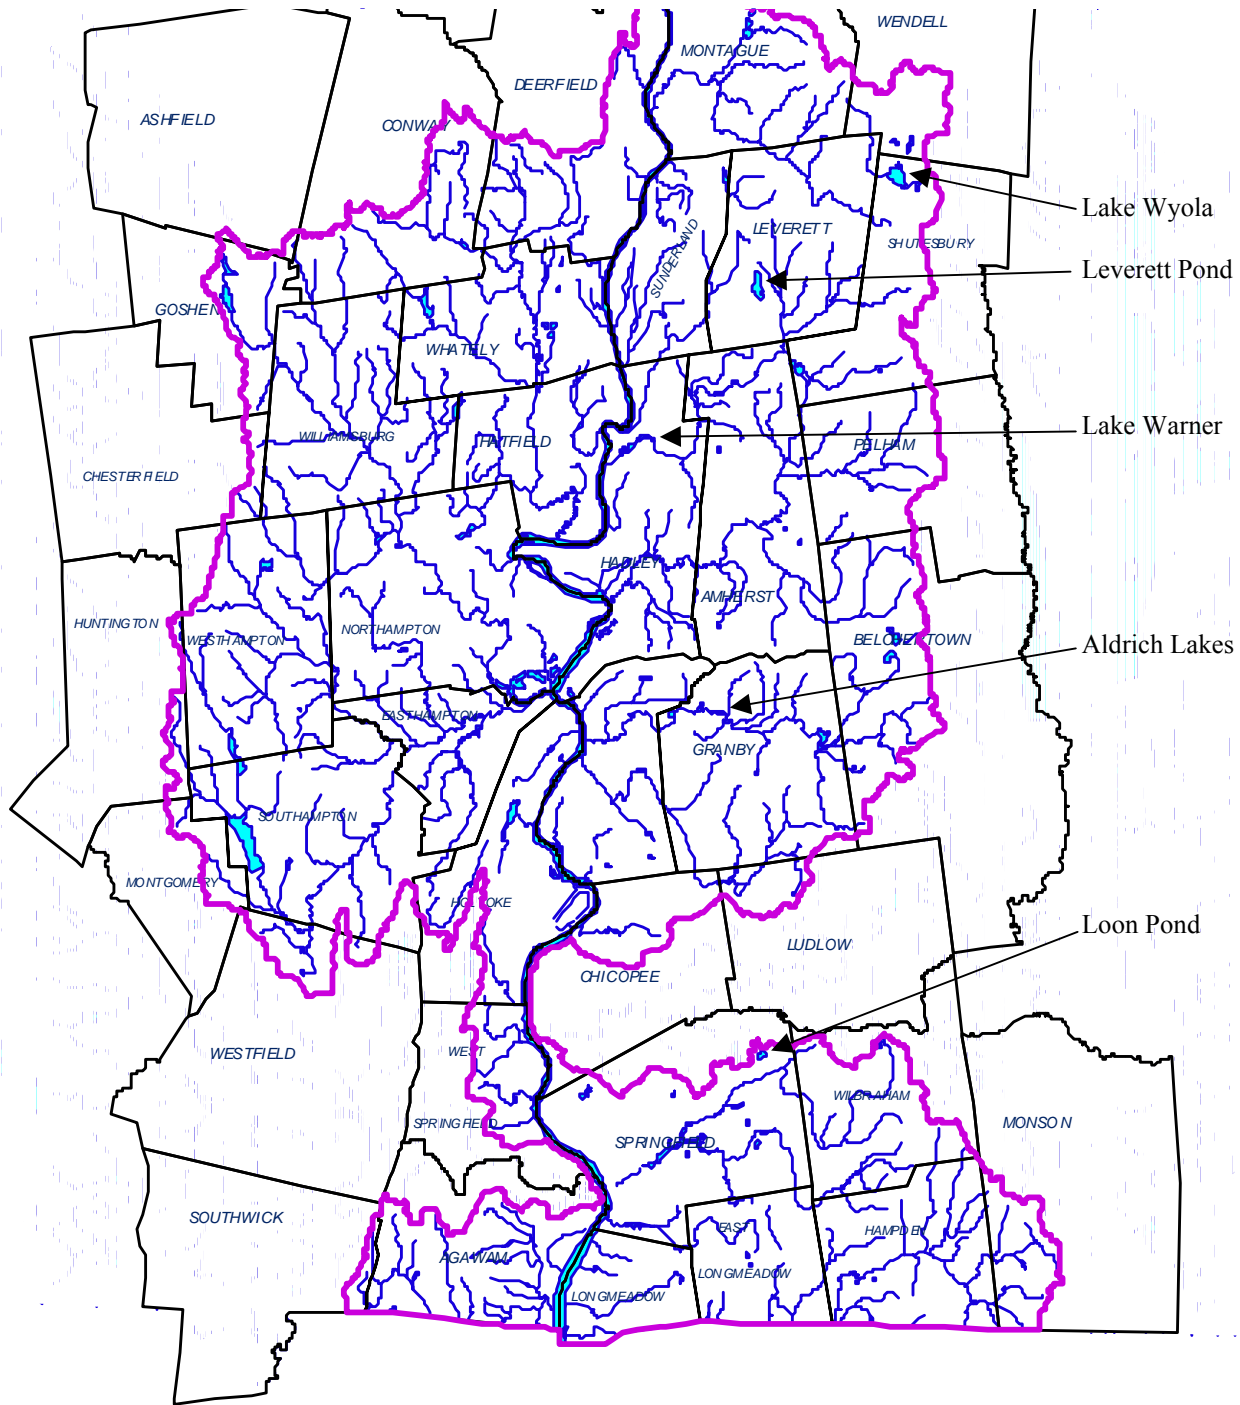 WENDELL
MONTAGUE
DEERFIELD
ASHFIELD
CONWAY
Lake Wyola
LEVERETT
SHUTESBURY
SUNDERLAND
Leverett Pond
GOSHEN
WHATELY
Lake Warner
WILLIAMSBURG
HATFIELD
PELHAM
CHESTERFIELD
HADLEY
AMHERST
HUNTINGTON
WESTHAMPTON
NORTHAMPTON
BELCHERTOWN
Aldrich Lakes
EASTHAMPTON
GRANBY
SOUTHAMPTON
MONTGOMERY
HOLYOKE
Loon Pond
LUDLOW
CHICOPEE
WESTFIELD
WEST
SPRINGFIELD
WILBRAHAM
MONSON
SPRINGFIELD
SOUTHWICK
EAST
LONGMEADOW
HAMPDEN
AGAWAM
LONGMEADOW